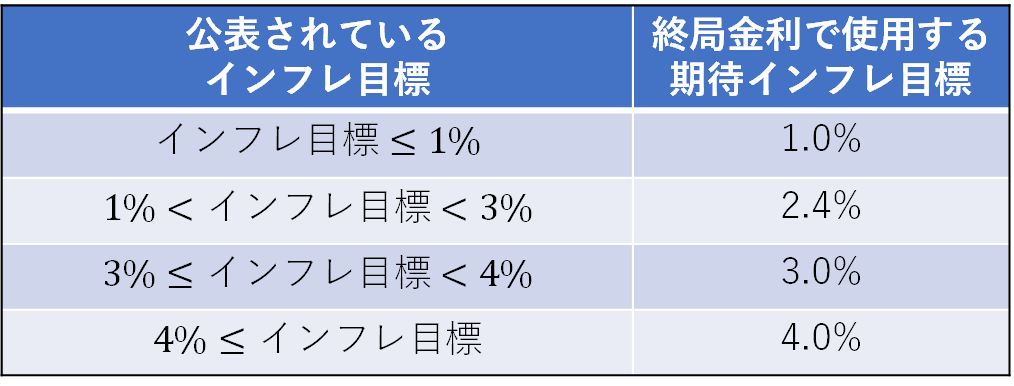 公表されている
インフレ目標
終局金利で使用する
期待インフレ目標
インフレ目標 ≤ 1%
1.0%
1% < インフレ目標 < 3%
2.4%
3% ≤ インフレ目標 < 4%
3.0%
4% ≤ インフレ目標
4.0%